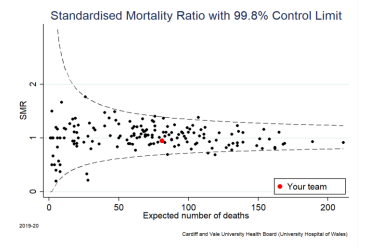 Standardised Mortality Ratio with 99.8% Control Limit
SMR
2
1
0
0
50
100
150
200
Your team
Expected number of deaths
2019-20
Cardiff and Vale University Health Board (University Hospital of Wales)